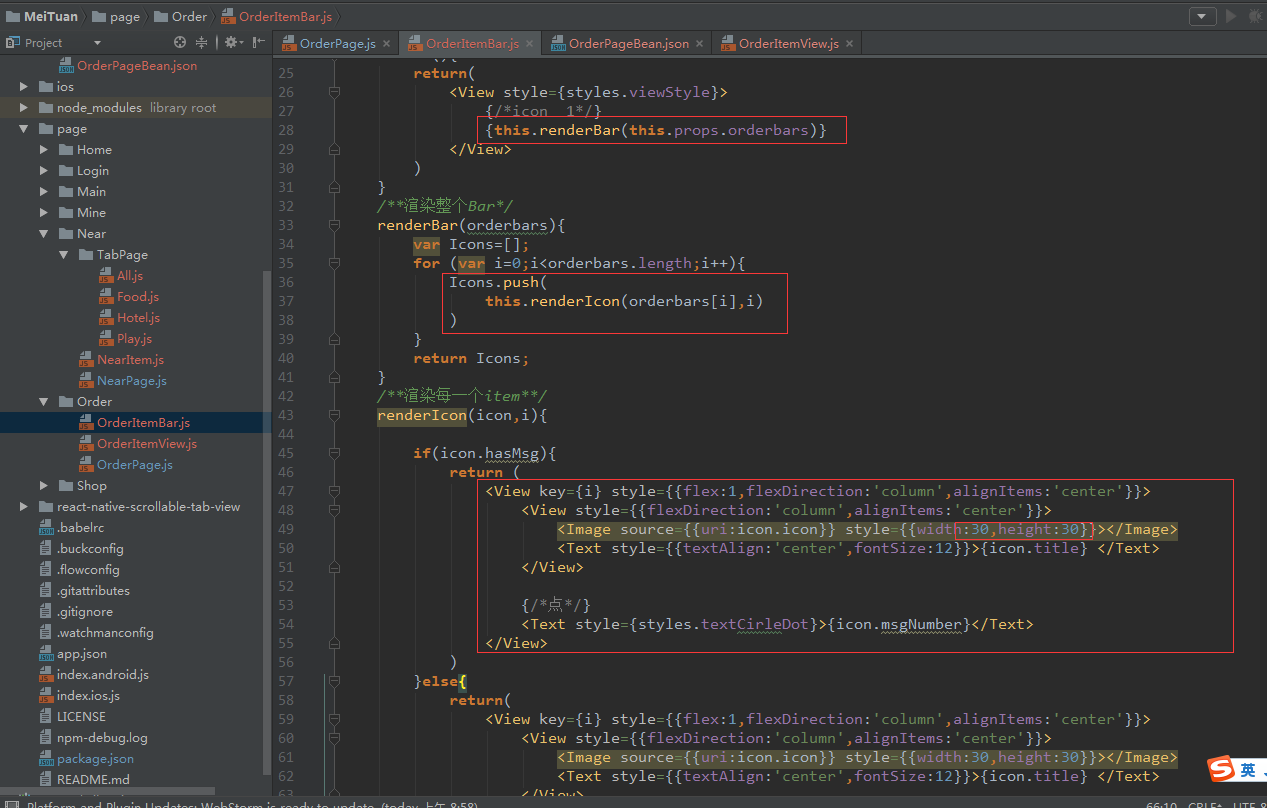 MeiTuan page Order OrderItemBar.js
Project
OrderPage.js OrderItemBar.js OrderPageBean.json OrderItemView.js
OrderPageBean.json
ios
node_modules library root
page
Home
Login
Main
Mine
Near
TabPage
All.js
Food.js
Hotel.js
Play.js
NearItem.js
NearPage.js
Order
OrderItemBar.js
OrderItemView.js
OrderPage.js
Shop
react-native-scrollable-tab-view
.babelrc
.buckconfig
.flowconfig
.gitattributes
.gitignore
.watchmanconfig
app.json
index.android.js
index.ios.js
LICENSE
npm-debug.log
package.json
README.md
25 return(
26 <View style={styles.viewStyle}>
27 {/*icon 1*/}
28 {this.renderBar(this.props.orderbars)}
29 </View>
30 )
31 }
32 /**渲染整个Bar*/
33 renderBar(orderbars){
34 var Icons=[];
35 for (var i=0;i<orderbars.length;i++){
36 Icons.push(
37 this.renderIcon(orderbars[i],i)
38 )
39 }
40 return Icons;
41 }
42 /**渲染每一个item**/
43 renderIcon(icon,i){
44
45 if(icon.hasMsg){
46 return (
47 <View key={i} style={{flex:1,flexDirection:'column',alignItems:'center'}}>
48 <View style={{flexDirection:'column',alignItems:'center'}}>
49 <Image source={{uri:icon.icon}} style={{width:30,height:30}}></Image>
50 <Text style={{textAlign:'center',fontSize:12}}>{icon.title} </Text>
51 </View>
52
53 {/*点*/}
54 <Text style={styles.textCirleDot}>{icon.msgNumber}</Text>
55 </View>
56 )
57 }else{
58 return(
59 <View key={i} style={{flex:1,flexDirection:'column',alignItems:'center'}}>
60 <View style={{flexDirection:'column',alignItems:'center'}}>
61 <Image source={{uri:icon.icon}} style={{width:30,height:30}}></Image>
62 <Text style={{textAlign:'center',fontSize:12}}>{icon.title} </Text>
63 </View>
英
Platform and Plugin Updates: WebStorm is ready to update. (today 上午 8:58)
66:10 CRLF UTF-8